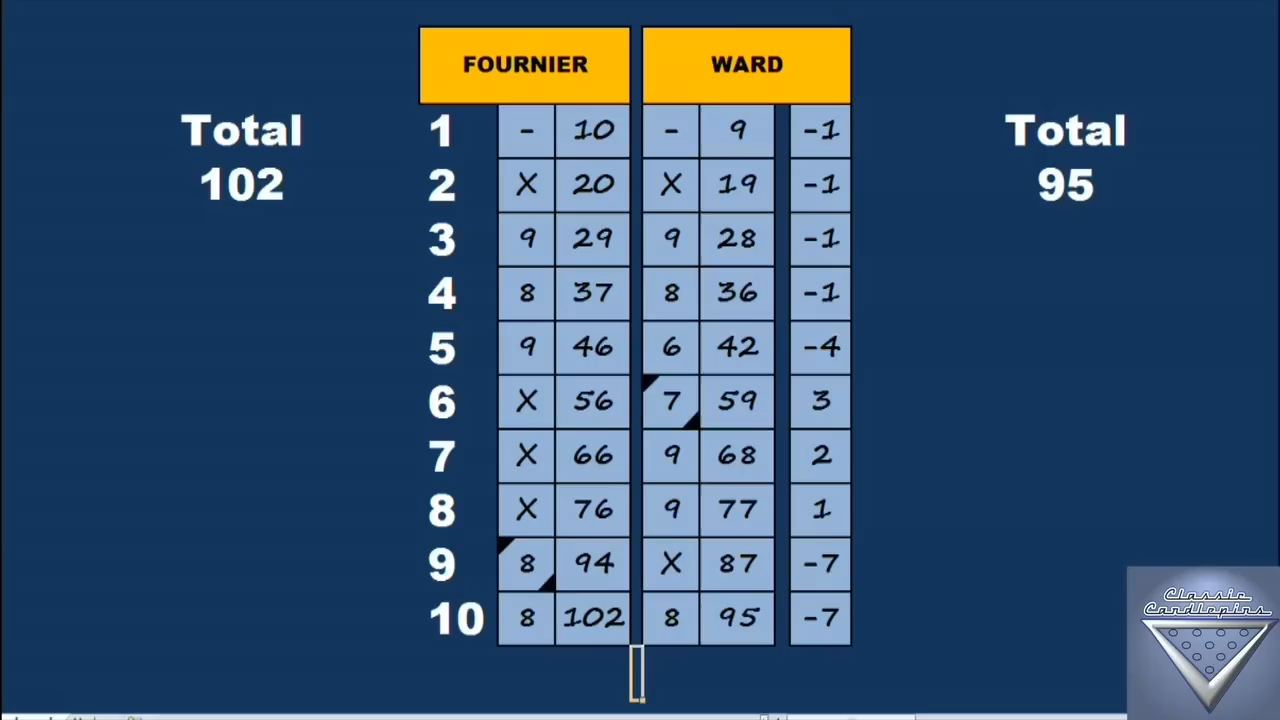 FOURNIER WARD
Total 1 - 10 - 9 -1 Total
102 2 X 20 X 19 -1 95
3 9 29 9 28 -1
4 8 37 8 36 -1
5 9 46 6 42 -4
6 X 56 7 59 3
7 X 66 9 68 2
8 X 76 9 77 1
9 8 94 X 87 -7
10 8 102 8 95 -7
Classic
Candlepins